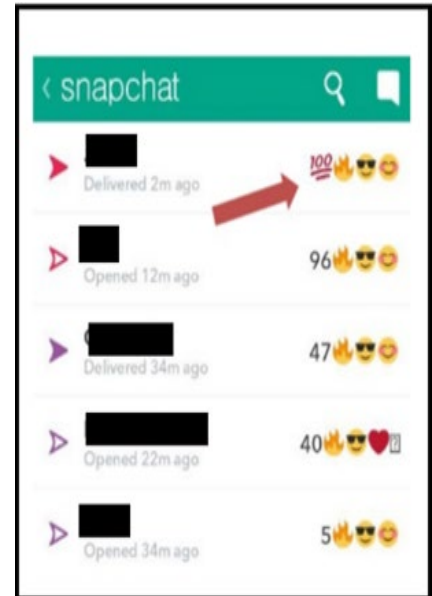 snapchat
💯🔥😎😊
Delivered 2m ago
96🔥😎😊
Opened 12m ago
47🔥😎😊
Delivered 34m ago
40🔥😎❤️
Opened 22m ago
5🔥😎😊
Opened 34m ago